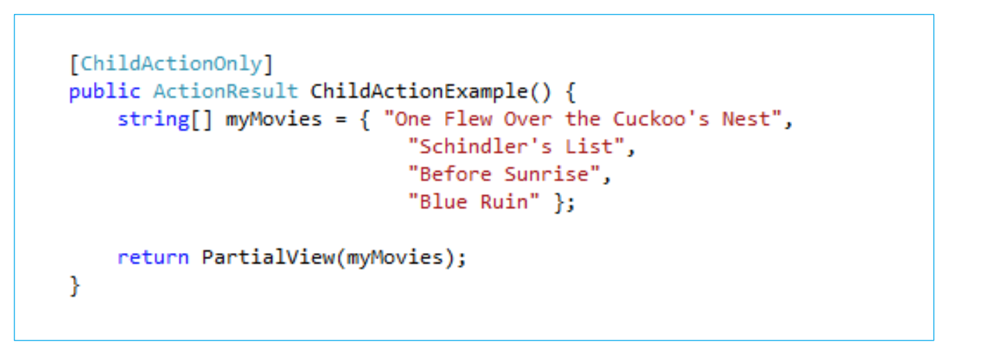 [ChildActionOnly]
public ActionResult ChildActionExample() {
    string[] myMovies = { "One Flew Over the Cuckoo's Nest",
                            "Schindler's List",
                            "Before Sunrise",
                            "Blue Ruin" };
    return PartialView(myMovies);
}